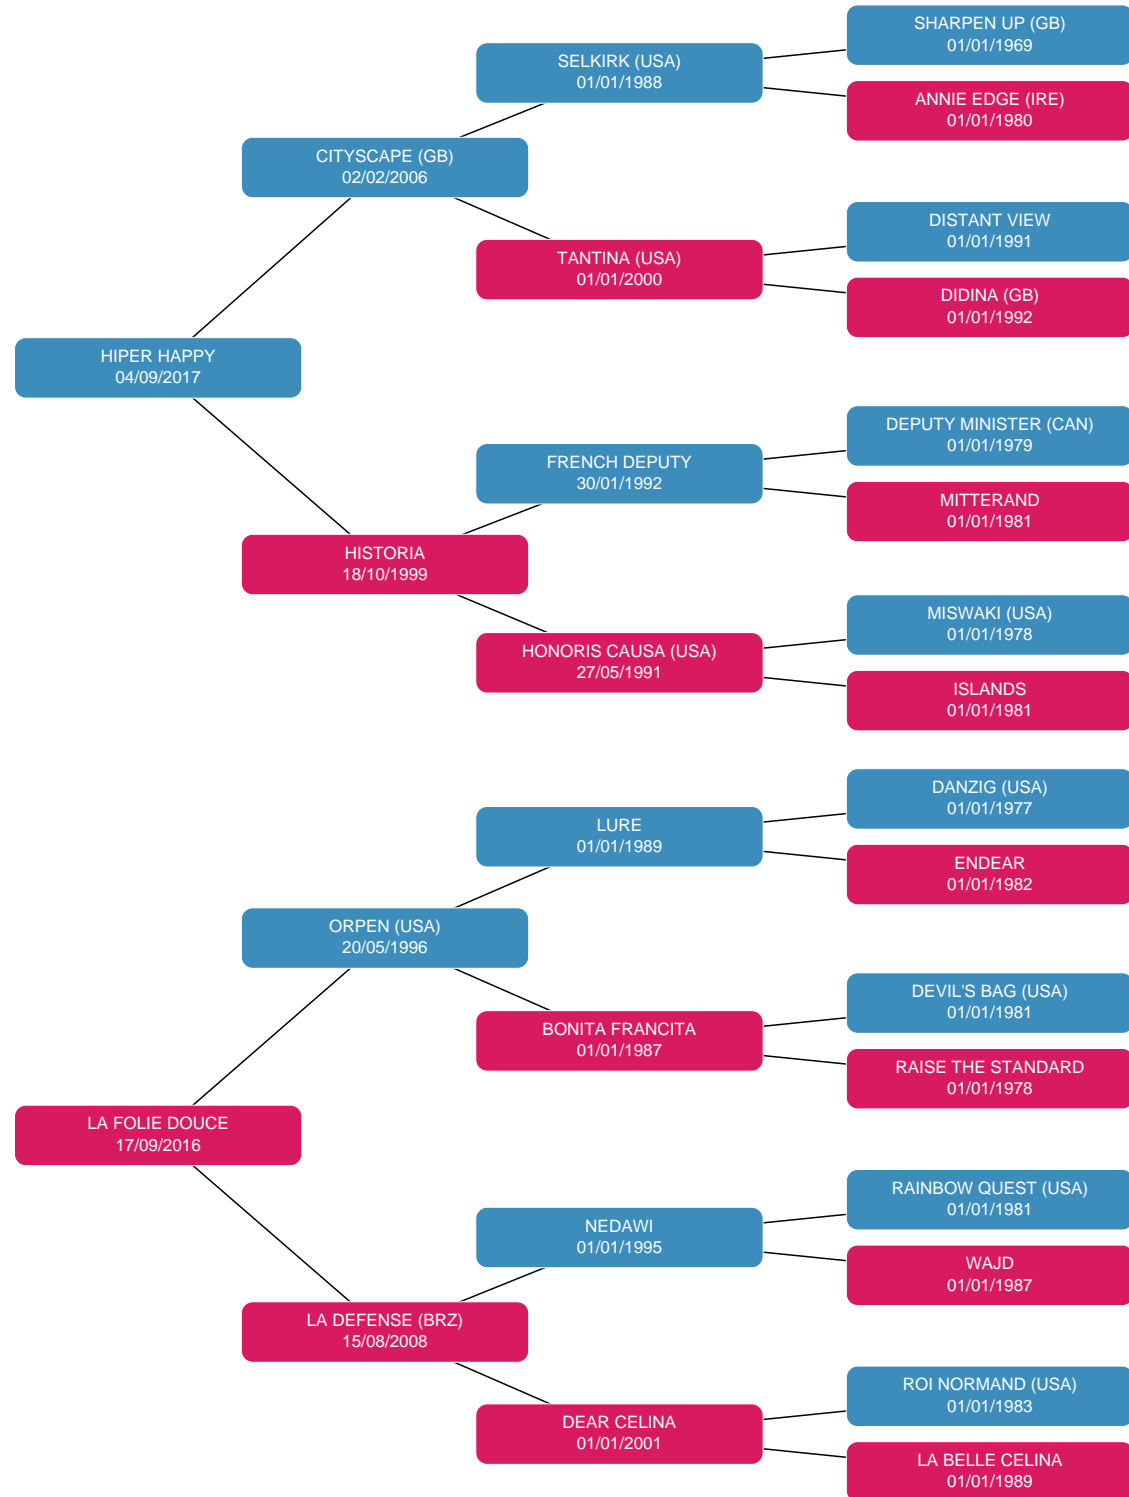 SHARPEN UP (GB)
01/01/1969
SELKIRK (USA)
01/01/1988
ANNIE EDGE (IRE)
01/01/1980
CITYSCAPE (GB)
02/02/2006
DISTANT VIEW
01/01/1991
TANTINA (USA)
01/01/2000
DIDINA (GB)
01/01/1992
HIPER HAPPY
04/09/2017
DEPUTY MINISTER (CAN)
01/01/1979
FRENCH DEPUTY
30/01/1992
MITTERAND
01/01/1981
HISTORIA
18/10/1999
MISWAKI (USA)
01/01/1978
HONORIS CAUSA (USA)
27/05/1991
ISLANDS
01/01/1981
DANZIG (USA)
01/01/1977
LURE
01/01/1989
ENDEAR
01/01/1982
ORPEN (USA)
20/05/1996
DEVIL'S BAG (USA)
01/01/1981
BONITA FRANCITA
01/01/1987
RAISE THE STANDARD
01/01/1978
LA FOLIE DOUCE
17/09/2016
RAINBOW QUEST (USA)
01/01/1981
NEDAWI
01/01/1995
WAJD
01/01/1987
LA DEFENSE (BRZ)
15/08/2008
ROI NORMAND (USA)
01/01/1983
DEAR CELINA
01/01/2001
LA BELLE CELINA
01/01/1989